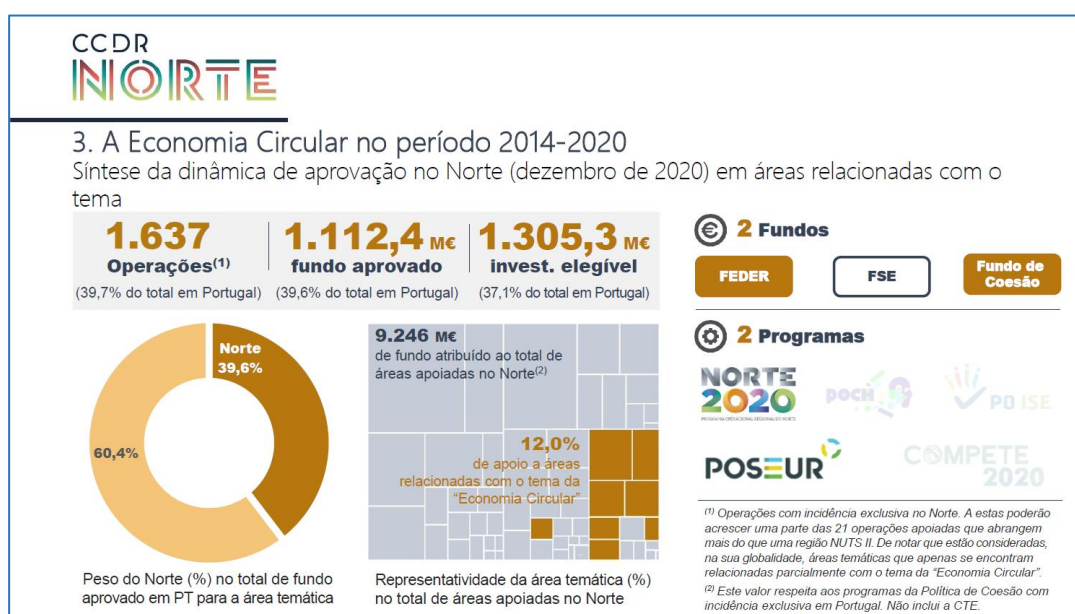 CCDR
NORTE
3. A Economia Circular no período 2014-2020
Síntese da dinâmica de aprovação no Norte (dezembro de 2020) em áreas relacionadas com o
tema
1.637
Operações(1)
(39,7% do total em Portugal)
1.112,4 M€
fundo aprovado
(39,6% do total em Portugal)
1.305,3 M€
invest. elegível
(37,1% do total em Portugal)
Norte
39,6%
60,4%
Peso do Norte (%) no total de fundo
aprovado em PT para a área temática
9.246 M€
de fundo atribuído ao total de
áreas apoiadas no Norte(2)
12,0%
de apoio a áreas
relacionadas com o tema da
“Economia Circular”
Representatividade da área temática (%)
no total de áreas apoiadas no Norte
2 Fundos
FEDER
FSE
Fundo de
Coesão
2 Programas
NORTE
2020
PROGRAMA OPERACIONAL REGIONAL DO NORTE
POCH
PO ISE
POSEUR
COMPETE
2020
(1) Operações com incidência exclusiva no Norte. A estas poderão
acrescer uma parte das 21 operações apoiadas que abrangem
mais do que uma região NUTS II. De notar que estão consideradas,
na sua globalidade, áreas temáticas que apenas se encontram
relacionadas parcialmente com o tema da “Economia Circular”.
(2) Este valor respeita aos programas da Política de Coesão com
incidência exclusiva em Portugal. Não inclui a CTE.